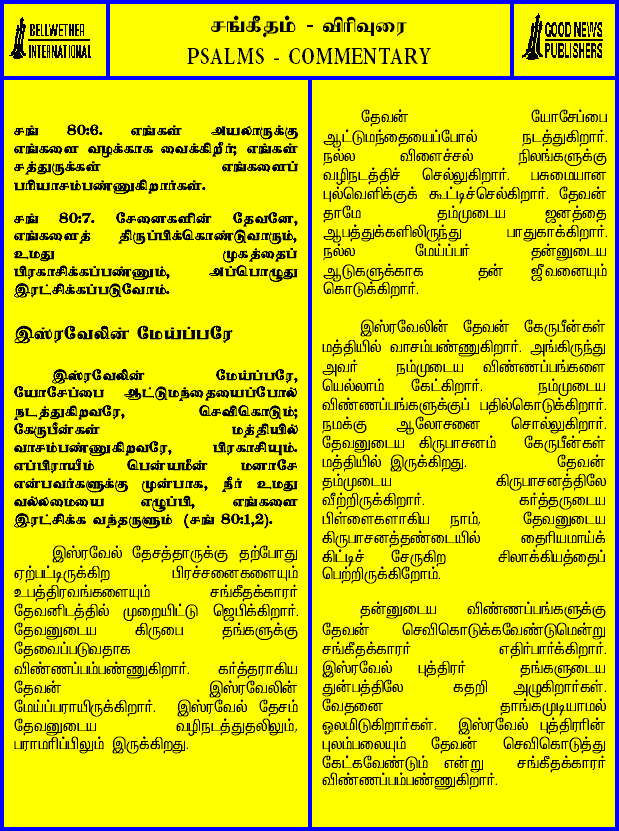 BELLWETHER
INTERNATIONAL
சங்கீதம் - விரிவுரை
PSALMS - COMMENTARY
GOOD NEWS
PUBLISHERS
சங் 80:6. எங்கள் அயலாருக்கு
எங்களை வழக்காக வைக்கிறீர்; எங்கள்
சத்துருக்கள் எங்களைப்
பரியாசம்பண்ணுகிறார்கள்.
சங் 80:7. சேனைகளின் தேவனே,
எங்களைத் திருப்பிக்கொண்டுவாரும்,
உமது முகத்தைப்
பிரகாசிக்கப்பண்ணும், அப்பொழுது
இரட்சிக்கப்படுவோம்.
இஸ்ரவேலின் மேய்ப்பரே
இஸ்ரவேலின் மேய்ப்பரே,
யோசேப்பை ஆட்டுமந்தையைப்போல்
நடத்துகிறவரே, செவிகொடும்;
கேருபீன்கள் மத்தியில்
வாசம்பண்ணுகிறவரே, பிரகாசியும்.
எப்பிராயீம் பென்யமீன் மனாசே
என்பவர்களுக்கு முன்பாக, நீர் உமது
வல்லமையை எழுப்பி, எங்களை
இரட்சிக்க வந்தருளும் (சங் 80:1,2).
இஸ்ரவேல் தேசத்தாருக்கு தற்போது
ஏற்பட்டிருக்கிற பிரச்சனைகளையும்
உபத்திரவங்களையும் சங்கீதக்காரர்
தேவனிடத்தில் முறையிட்டு ஜெபிக்கிறார்.
தேவனுடைய கிருபை தங்களுக்கு
தேவைப்படுவதாக
விண்ணப்பம்பண்ணுகிறார். கர்த்தராகிய
தேவன் இஸ்ரவேலின்
மேய்ப்பராயிருக்கிறார். இஸ்ரவேல் தேசம்
தேவனுடைய வழிநடத்துதலிலும்,
பராமரிப்பிலும் இருக்கிறது.
தேவன் யோசேப்பை
ஆட்டுமந்தையைப்போல் நடத்துகிறார்.
நல்ல விளைச்சல் நிலங்களுக்கு
வழிநடத்திச் செல்லுகிறார். பசுமையான
புல்வெளிக்குக் கூட்டிச்செல்கிறார். தேவன்
தாமே தம்முடைய ஜனத்தை
ஆபத்துக்களிலிருந்து பாதுகாக்கிறார்.
நல்ல மேய்ப்பர் தன்னுடைய
ஆடுகளுக்காக தன் ஜீவனையும்
கொடுக்கிறார்.
இஸ்ரவேலின் தேவன் கேருபீன்கள்
மத்தியில் வாசம்பண்ணுகிறார். அங்கிருந்து
அவர் நம்முடைய விண்ணப்பங்களை
யெல்லாம் கேட்கிறார். நம்முடைய
விண்ணப்பங்களுக்குப் பதில்கொடுக்கிறார்.
நமக்கு ஆலோசனை சொல்லுகிறார்.
தேவனுடைய கிருபாசனம் கேருபீன்கள்
மத்தியில் இருக்கிறது. தேவன்
தம்முடைய கிருபாசனத்திலே
வீற்றிருக்கிறார். கர்த்தருடைய
பிள்ளைகளாகிய நாம், தேவனுடைய
கிருபாசனத்தண்டையில் தைரியமாய்க்
கிட்டிச் சேருகிற சிலாக்கியத்தைப்
பெற்றிருக்கிறோம்.
தன்னுடைய விண்ணப்பங்களுக்கு
தேவன் செவிகொடுக்கவேண்டுமென்று
சங்கீதக்காரர் எதிர்பார்க்கிறார்.
இஸ்ரவேல் புத்திரர் தங்களுடைய
துன்பத்திலே கதறி அழுகிறார்கள்.
வேதனை தாங்கமுடியாமல்
ஓலமிடுகிறார்கள். இஸ்ரவேல் புத்திரரின்
புலம்பலையும் தேவன் செவிகொடுத்து
கேட்கவேண்டும் என்று சங்கீதக்காரர்
விண்ணப்பம்பண்ணுகிறார்.